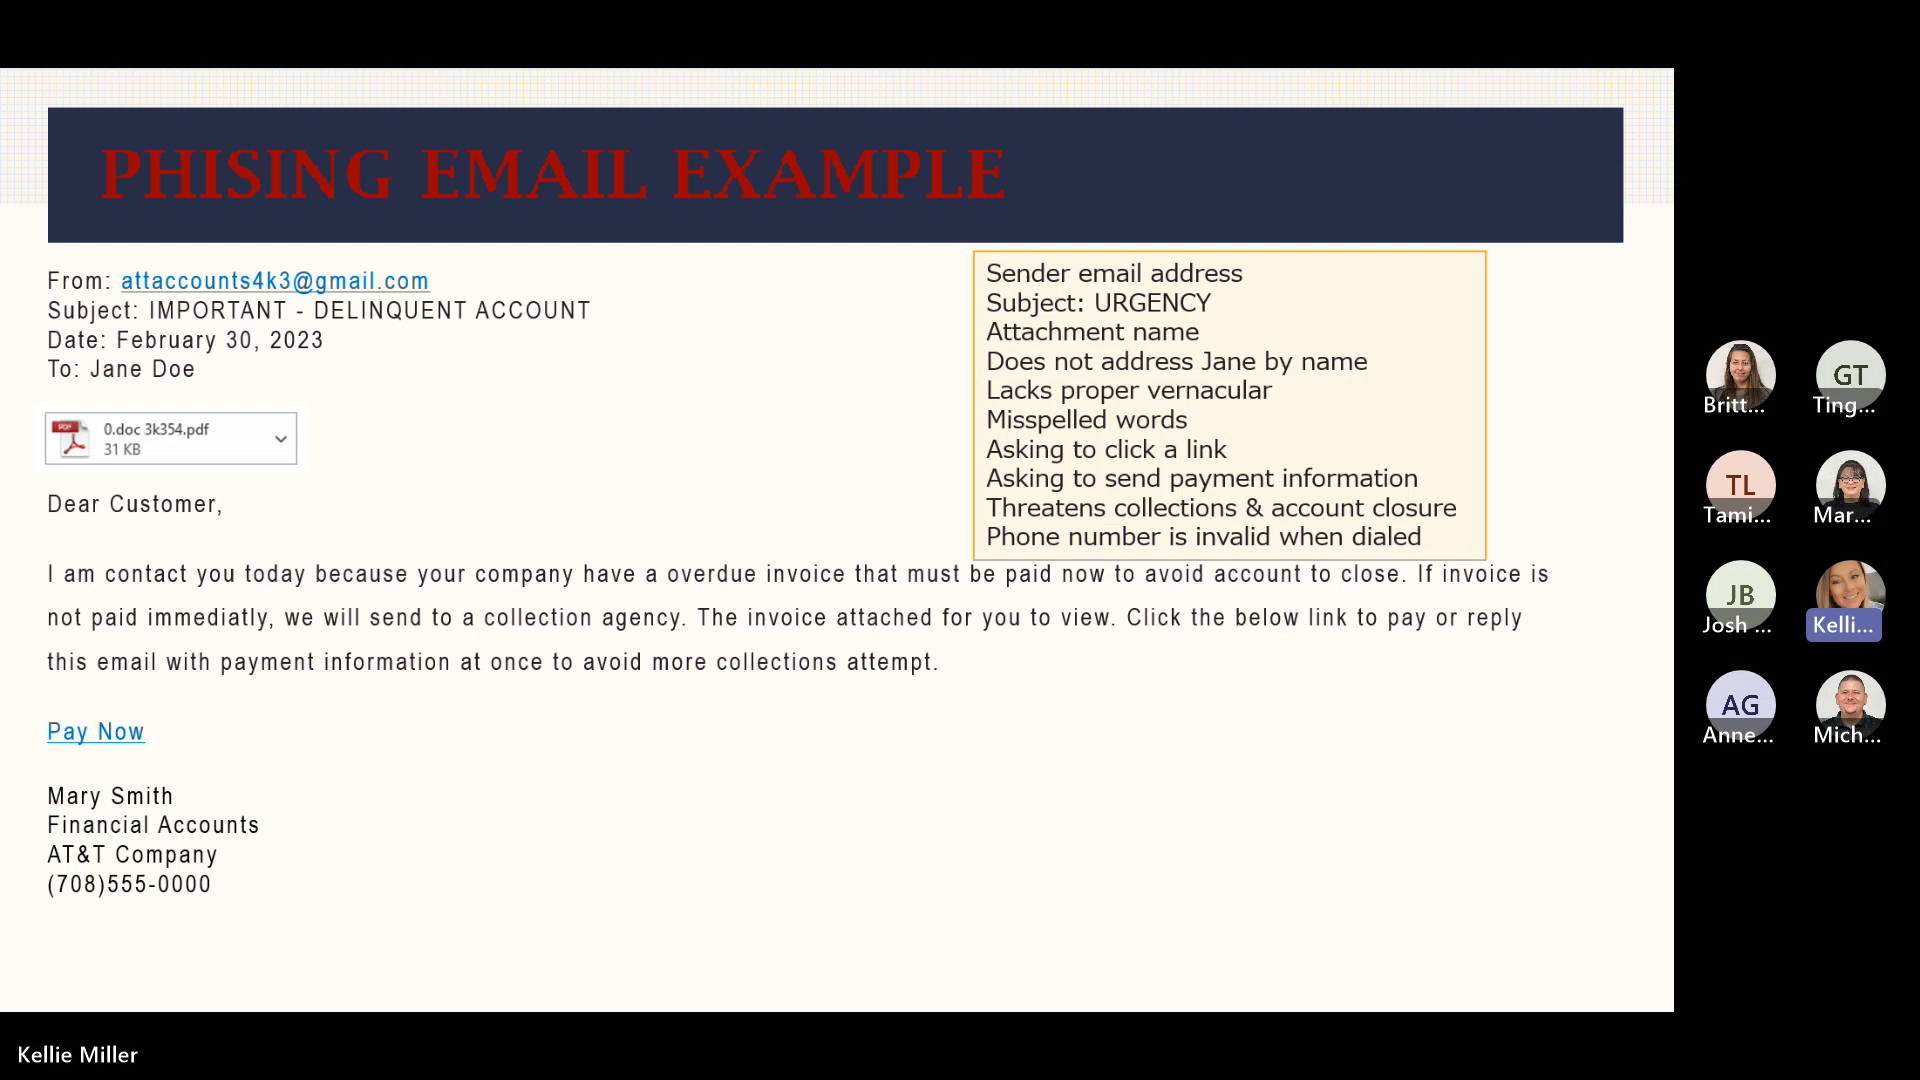 PHISING EMAIL EXAMPLE
From: attaccounts4k3@gmail.com
Subject: IMPORTANT - DELINQUENT ACCOUNT
Date: February 30, 2023
To: Jane Doe
0.doc 3k354.pdf
31 KB
Sender email address
Subject: URGENCY
Attachment name
Does not address Jane by name
Lacks proper vernacular
Misspelled words
Asking to click a link
Asking to send payment information
Threatens collections & account closure
Phone number is invalid when dialed
Dear Customer,
I am contact you today because your company have a overdue invoice that must be paid now to avoid account to close. If invoice is
not paid immediatly, we will send to a collection agency. The invoice attached for you to view. Click the below link to pay or reply
this email with payment information at once to avoid more collections attempt.
Pay Now
Mary Smith
Financial Accounts
AT&T Company
(708)555-0000
Britt...
GT
Ting...
TL
Tami...
Mar...
JB
Josh ...
Kelli...
AG
Anne...
Mich...
Kellie Miller